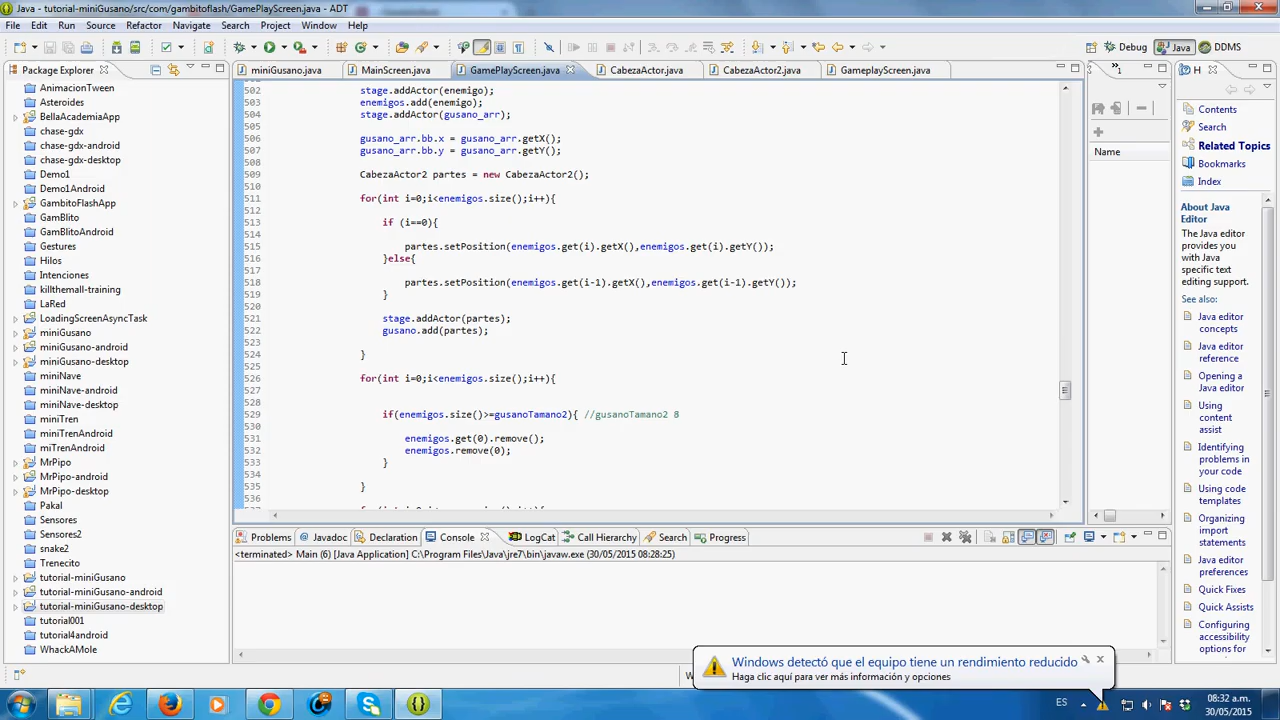 Java - tutorial-miniGusano/src/com/gambitoflash/GamePlayScreen.java - ADT
File Edit Refactor Source Navigate Search Project Window Help
Debug Java DDMS
Package Explorer
AnimacionTween
Asteroides
BellaAcademiaApp
chase-gdx
chase-gdx-android
chase-gdx-desktop
Demo1
Demo1Android
GambitoFlashApp
GamBlito
GamBlitoAndroid
Gestures
Hilos
Intenciones
killthemall-training
LaRed
LoadingScreenAsyncTask
miniGusano
miniGusano-android
miniGusano-desktop
miniNave
miniNave-android
miniNave-desktop
miniTren
miniTrenAndroid
miTrenAndroid
MrPipo
MrPipo-android
MrPipo-desktop
Pakal
Sensores
Sensores2
snake2
Trenecito
tutorial-miniGusano
tutorial-miniGusano-android
tutorial-miniGusano-desktop
tutorial001
tutorial4android
WhackAMole
miniGusano.java MainScreen.java GamePlayScreen.java CabezaActor.java CabezaActor2.java GameplayScreen.java
502 stage.addActor(enemigo);
503 enemigos.add(enemigo);
504 stage.addActor(gusano_arr);
505
506 gusano_arr.bb.x = gusano_arr.getX();
507 gusano_arr.bb.y = gusano_arr.getY();
508
509 CabezaActor2 partes = new CabezaActor2();
510
511 for(int i=0;i<enemigos.size();i++){
512
513 if (i==0){
514
515 partes.setPosition(enemigos.get(i).getX(),enemigos.get(i).getY());
516 }else{
517
518 partes.setPosition(enemigos.get(i-1).getX(),enemigos.get(i-1).getY());
519 }
520
521 stage.addActor(partes);
522 gusano.add(partes);
523
524 }
525
526 for(int i=0;i<enemigos.size();i++){
527
528
529 if(enemigos.size()>=gusanoTamano2){ //gusanoTamano2 8
530
531 enemigos.get(0).remove();
532 enemigos.remove(0);
533 }
534
535 }
536
Problems Javadoc Declaration Console LogCat Call Hierarchy Search Progress
<terminated> Main (6) [Java Application] C:\Program Files\Java\jre7\bin\javaw.exe (30/05/2015 08:28:25)
Name
H
Contents
Search
Related Topics
Bookmarks
Index
About Java
Editor
The Java editor
provides you
with Java
specific text
editing support.
See also:
Java editor
concepts
Java editor
reference
Opening a
Java editor
Using
content
assist
Identifying
problems in
your code
Using code
templates
Organizing
import
statements
Java editor
preferences
Quick Fixes
Quick Assists
Configuring
accessibility
options for
Windows detectó que el equipo tiene un rendimiento reducido
Haga clic aquí para ver más información y opciones
ES
08:32 a.m.
30/05/2015